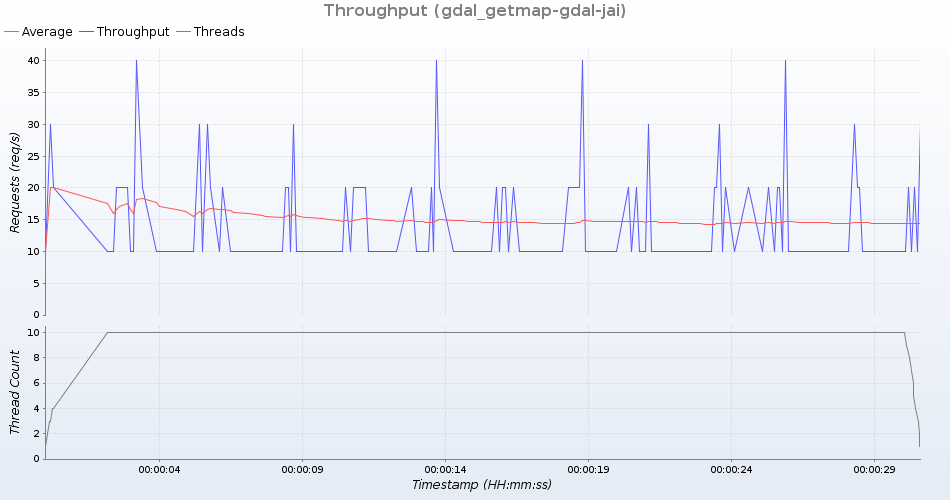 Throughput (gdal_getmap-gdal-jai)
Average Throughput Threads
Requests (req/s)
40
35
30
25
20
15
10
5
0
Thread Count
10
8
6
4
2
0
00:00:04 00:00:09 00:00:14 00:00:19 00:00:24 00:00:29
Timestamp (HH:mm:ss)